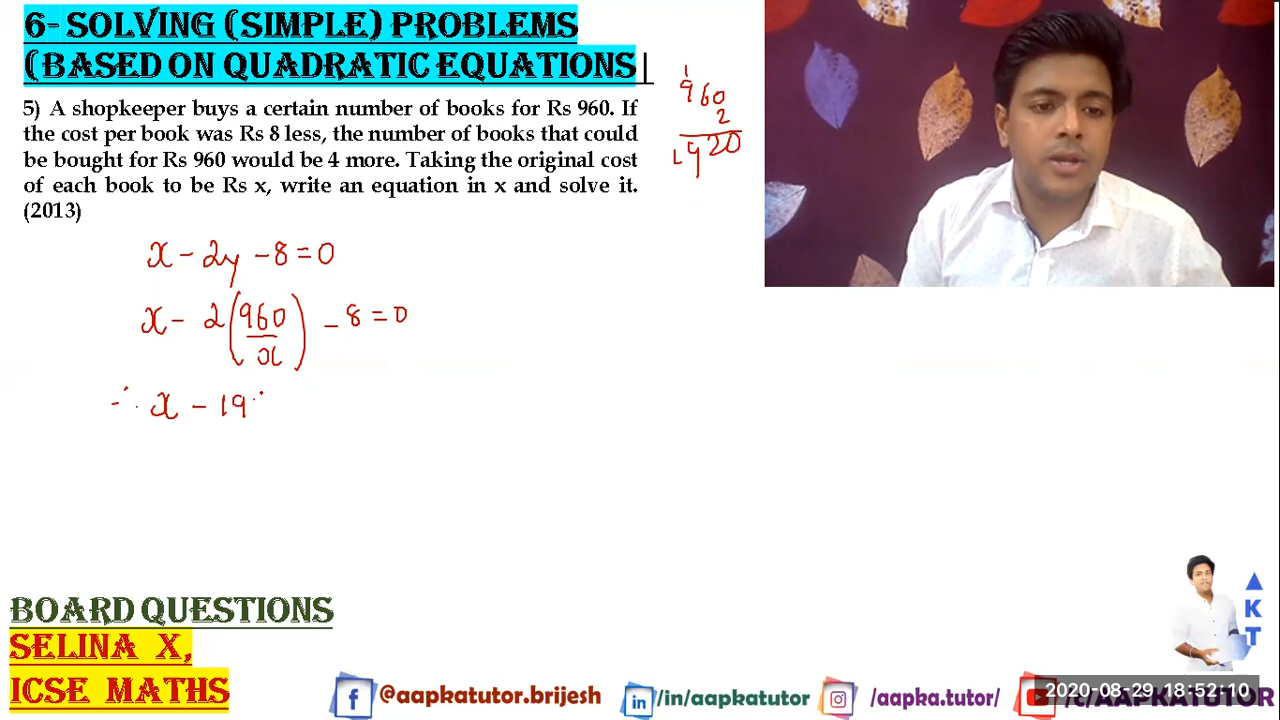 6- SOLVING (SIMPLE) PROBLEMS
(BASED ON QUADRATIC EQUATIONS
5) A shopkeeper buys a certain number of books for Rs 960. If
the cost per book was Rs 8 less, the number of books that could
be bought for Rs 960 would be 4 more. Taking the original cost
of each book to be Rs x, write an equation in x and solve it.
(2013)
1
960
2
1920
x - 2y - 8 = 0
x - 2(960/x) - 8 = 0
∴ x - 19
BOARD QUESTIONS
SELINA X,
ICSE MATHS
AKT
@aapkatutor.brijesh /in/aapkatutor /aapka.tutor/ /c/AAPKATUTOR
2020-08-29 18:52:10